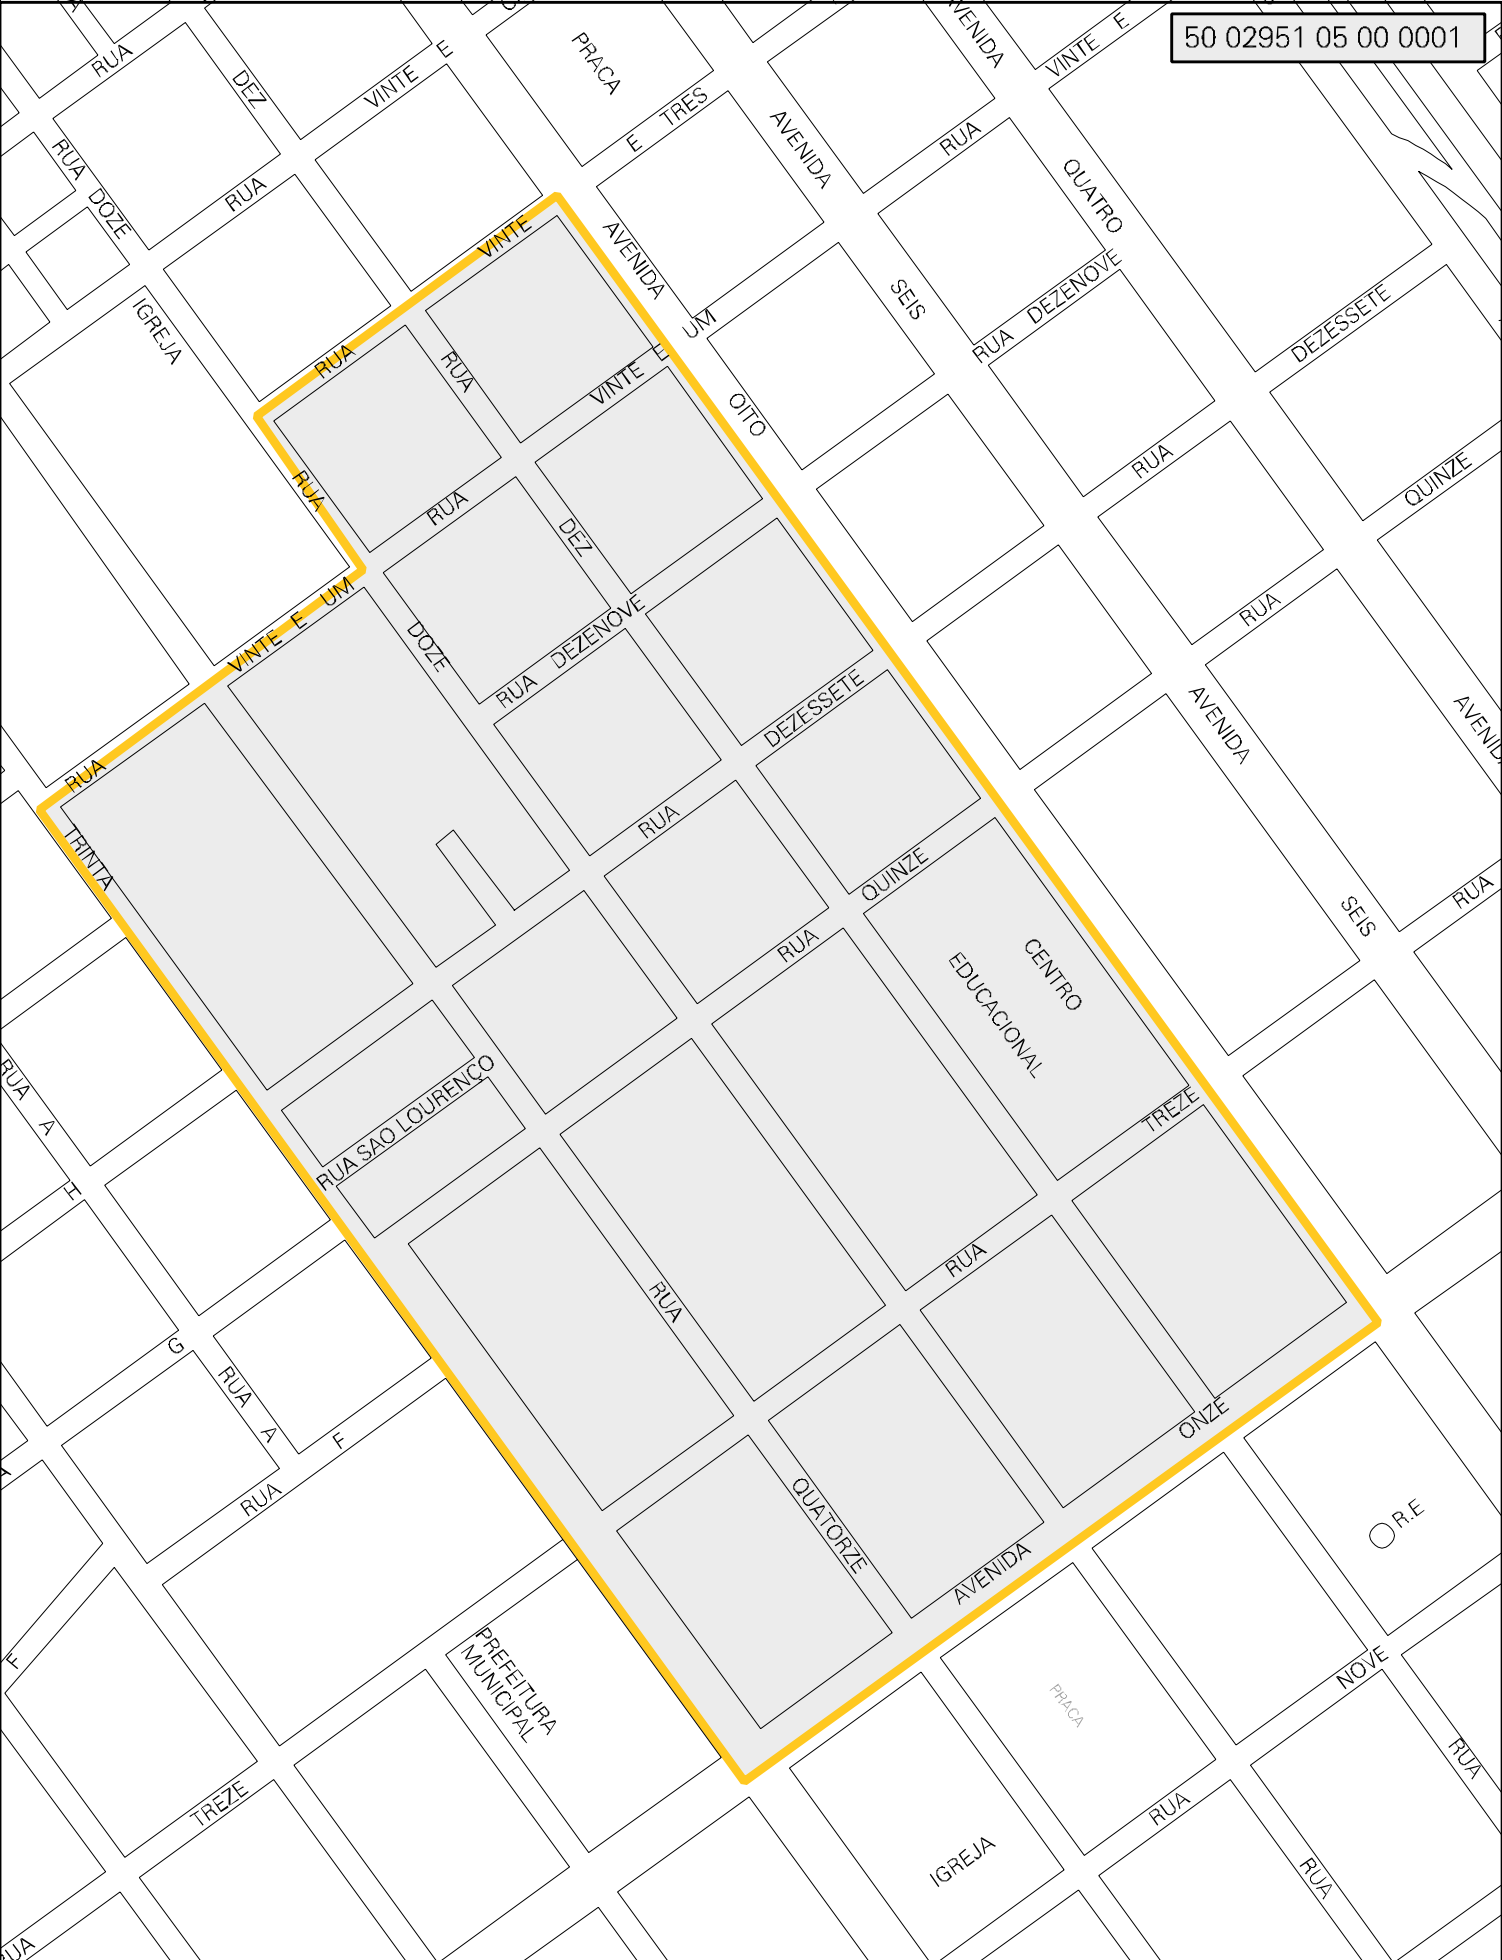 50 02951 05 00 0001
RUA
DEZ
VINTE E
PRACA
E TRES
AVENIDA
VINTE E
AVENIDA
RUA
QUATRO
RUA
DOZE
RUA
VINTE
AVENIDA
UM
SEIS
RUA DEZENOVE
DEZESSETE
IGREJA
RUA
RUA
VINTE E
OITO
RUA
QUINZE
RUA
RUA
DEZ
VINTE E UM
DOZE
RUA DEZENOVE
RUA
DEZESSETE
AVENIDA
AVENIDA
RUA
TRINTA
RUA
QUINZE
RUA
SEIS
RUA
CENTRO
EDUCACIONAL
RUA SAO LOURENÇO
TREZE
RUA A
H
RUA
RUA
G
RUA A
F
RUA
ONZE
QUATORZE
AVENIDA
R.E
F
PREFEITURA
MUNICIPAL
PRACA
NOVE
RUA
TREZE
RUA
IGREJA
RUA
RUA